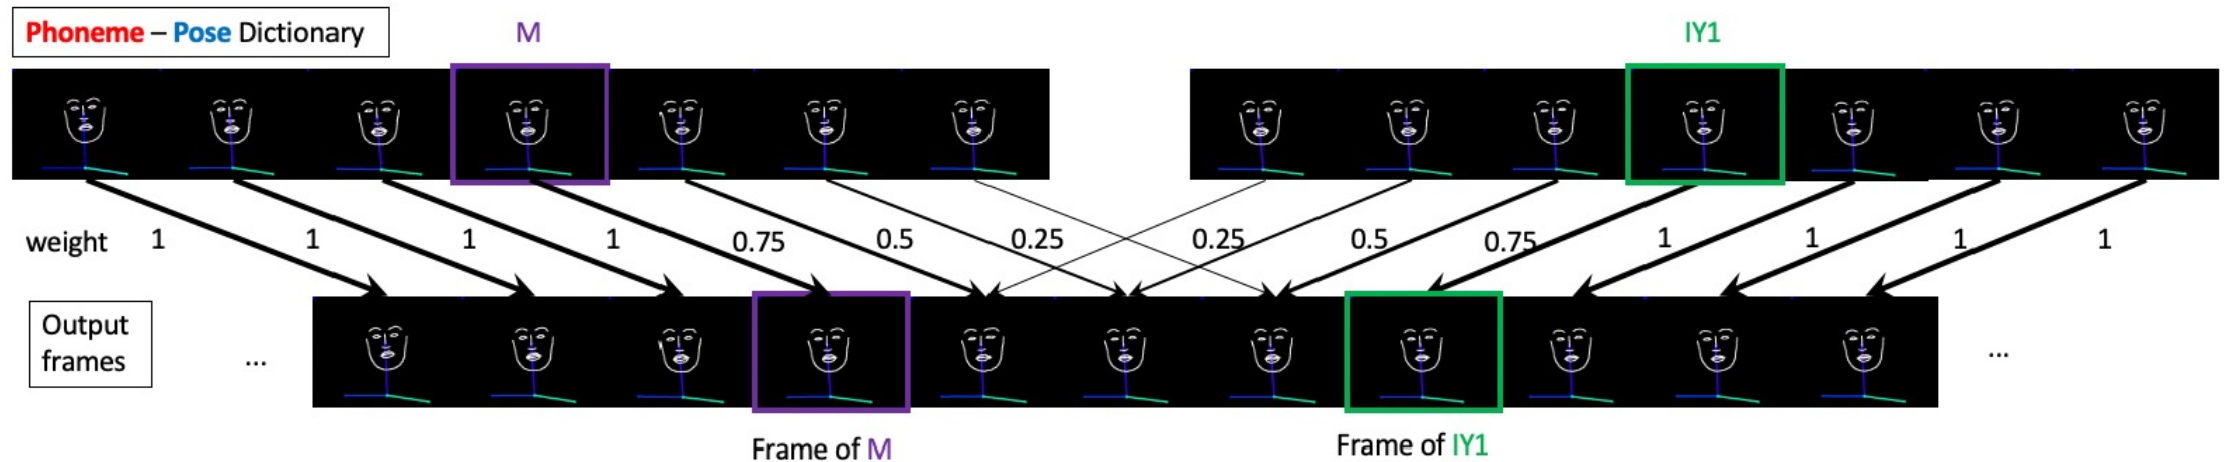 Phoneme – Pose Dictionary
M
IY1
weight 1 1 1 1 0.75 0.5 0.25 0.25 0.5 0.75 1 1 1 1
Output
frames
...
...
Frame of M
Frame of IY1